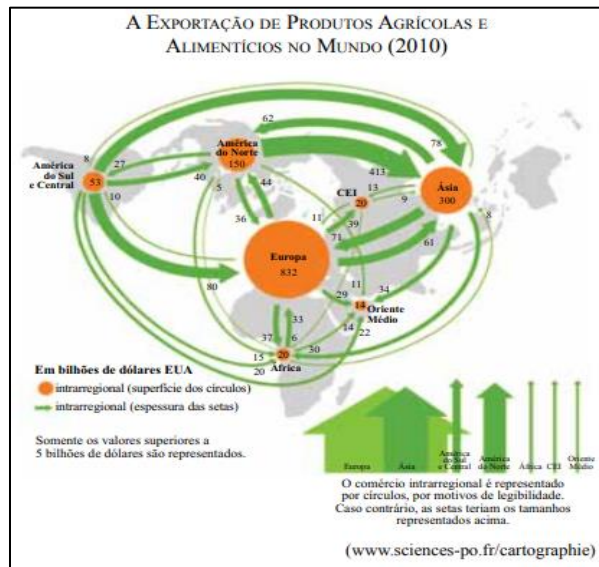 A EXPORTAÇÃO DE PRODUTOS AGRÍCOLAS E
ALIMENTÍCIOS NO MUNDO (2010)
62
78
América
do Norte
150
8
27
América
do Sul
e Central
53
413
CEI
13
Ásia
40
44
20
300
5
9
10
11
8
36
39
71
Europa
61
832
11
80
29
34
14
Oriente
Médio
33
14
22
37
6
Em bilhões de dólares EUA
15
20
30
África
20
intrarregional (superfície dos círculos)
intrarregional (espessura das setas)
Somente os valores superiores a
5 bilhões de dólares são representados.
Europa
Ásia
América
do Sul
e Central
América
do Norte
África
CEI
Oriente
Médio
O comércio intrarregional é representado
por círculos, por motivos de legibilidade.
Caso contrário, as setas teriam os tamanhos
representados acima.
(www.sciences-po.fr/cartographie)